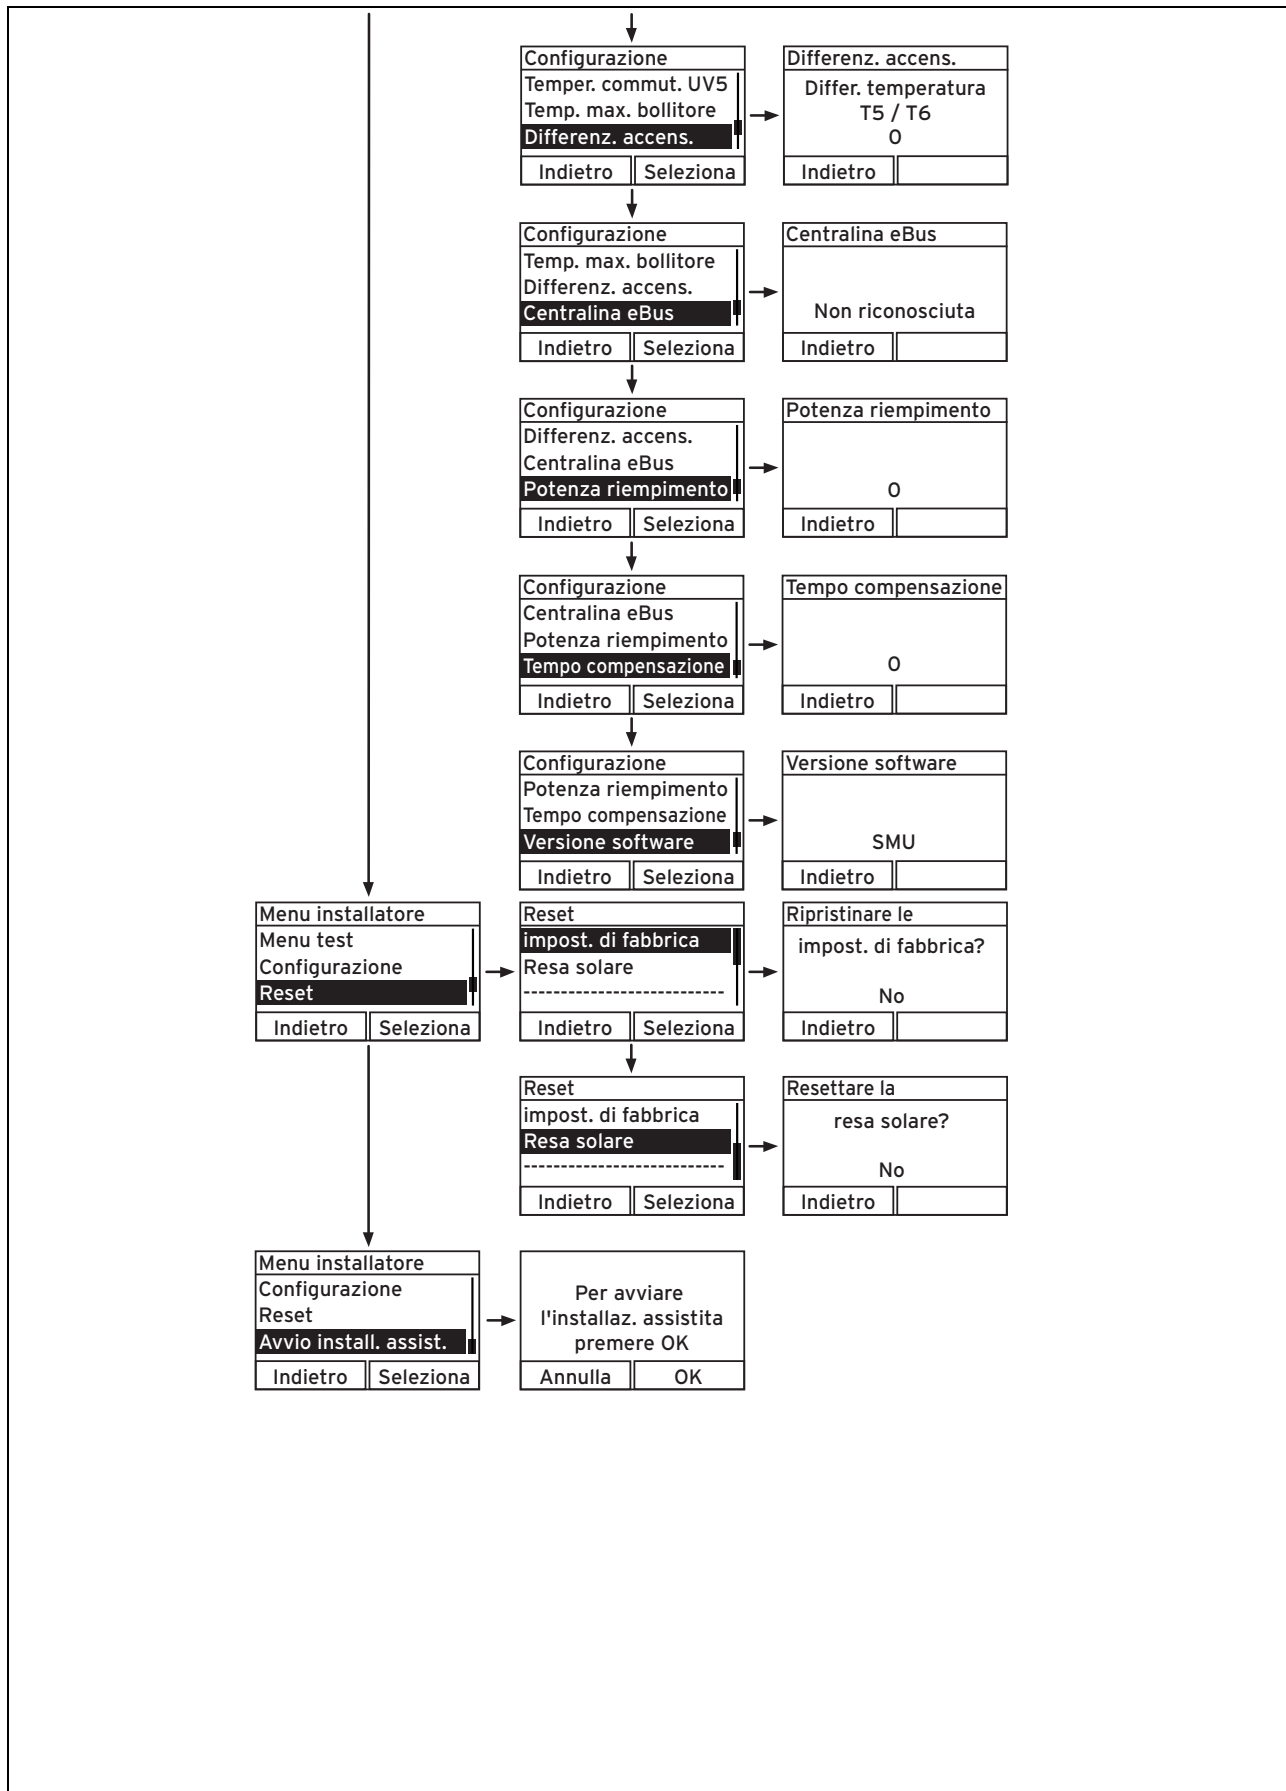 Configurazione
Temper. commut. UV5
Temp. max. bollitore
Differenz. accens.
Indietro
Seleziona
Differenz. accens.
Differ. temperatura
T5 / T6
0
Indietro
Configurazione
Temp. max. bollitore
Differenz. accens.
Centralina eBus
Indietro
Seleziona
Centralina eBus
Non riconosciuta
Indietro
Configurazione
Differenz. accens.
Centralina eBus
Potenza riempimento
Indietro
Seleziona
Potenza riempimento
0
Indietro
Configurazione
Centralina eBus
Potenza riempimento
Tempo compensazione
Indietro
Seleziona
Tempo compensazione
0
Indietro
Configurazione
Potenza riempimento
Tempo compensazione
Versione software
Indietro
Seleziona
Versione software
SMU
Indietro
Menu installatore
Menu test
Configurazione
Reset
Indietro
Seleziona
Reset
impost. di fabbrica
Resa solare
---------------------------
Indietro
Seleziona
Ripristinare le
impost. di fabbrica?
No
Indietro
Reset
impost. di fabbrica
Resa solare
---------------------------
Indietro
Seleziona
Resettare la
resa solare?
No
Indietro
Menu installatore
Configurazione
Reset
Avvio install. assist.
Indietro
Seleziona
Per avviare
l'installaz. assistita
premere OK
Annulla
OK